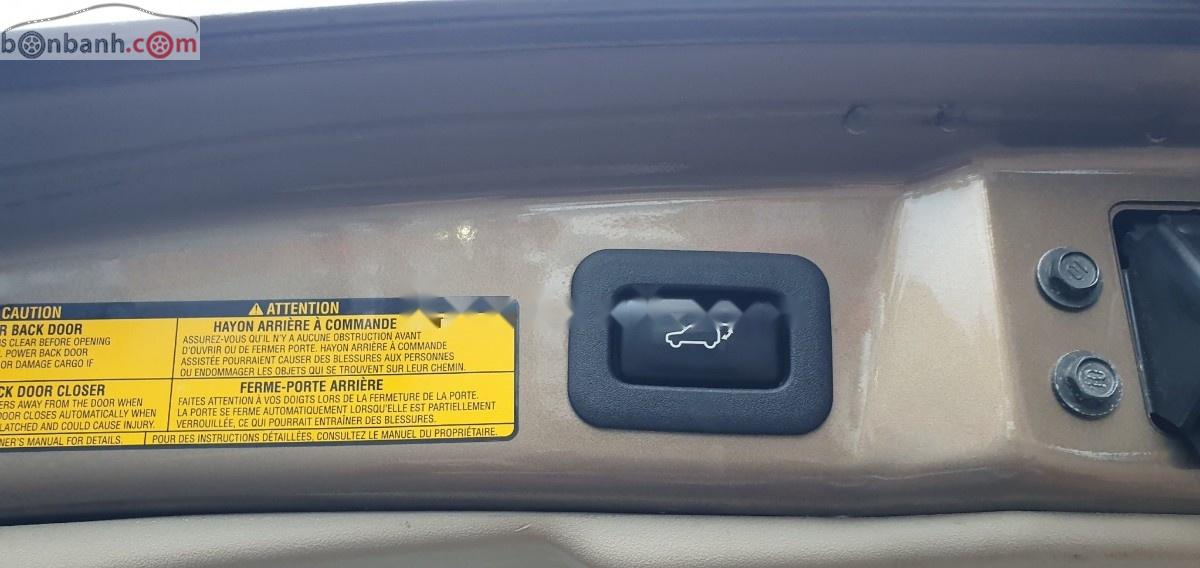 bonbanh.com
CAUTION
BACK DOOR
CLEAR BEFORE OPENING
POWER BACK DOOR
OR DAMAGE CARGO IF
DOOR CLOSER
AWAY FROM THE DOOR WHEN
DOOR CLOSES AUTOMATICALLY WHEN
AND COULD CAUSE INJURY.
MANUAL FOR DETAILS.
ATTENTION
HAYON ARRIÈRE À COMMANDE
ASSUREZ-VOUS QU'IL N'Y A AUCUNE OBSTRUCTION AVANT
D'OUVRIR OU DE FERMER PORTE. HAYON ARRIÈRE À COMMANDE
ASSISTÉE POURRAIENT CAUSER DES BLESSURES AUX PERSONNES
OU ENDOMMAGER LES OBJETS QUI SE TROUVENT SUR LEUR CHEMIN.
FERME-PORTE ARRIÈRE
FAITES ATTENTION À VOS DOIGTS LORS DE LA FERMETURE DE LA PORTE.
LA PORTE SE FERME AUTOMATIQUEMENT LORSQU'ELLE EST PARTIELLEMENT
VERROUILLÉE, CE QUI POURRAIT ENTRAÎNER DES BLESSURES.
POUR DES INSTRUCTIONS DÉTAILLÉES, CONSULTEZ LE MANUEL DU PROPRIÉTAIRE.